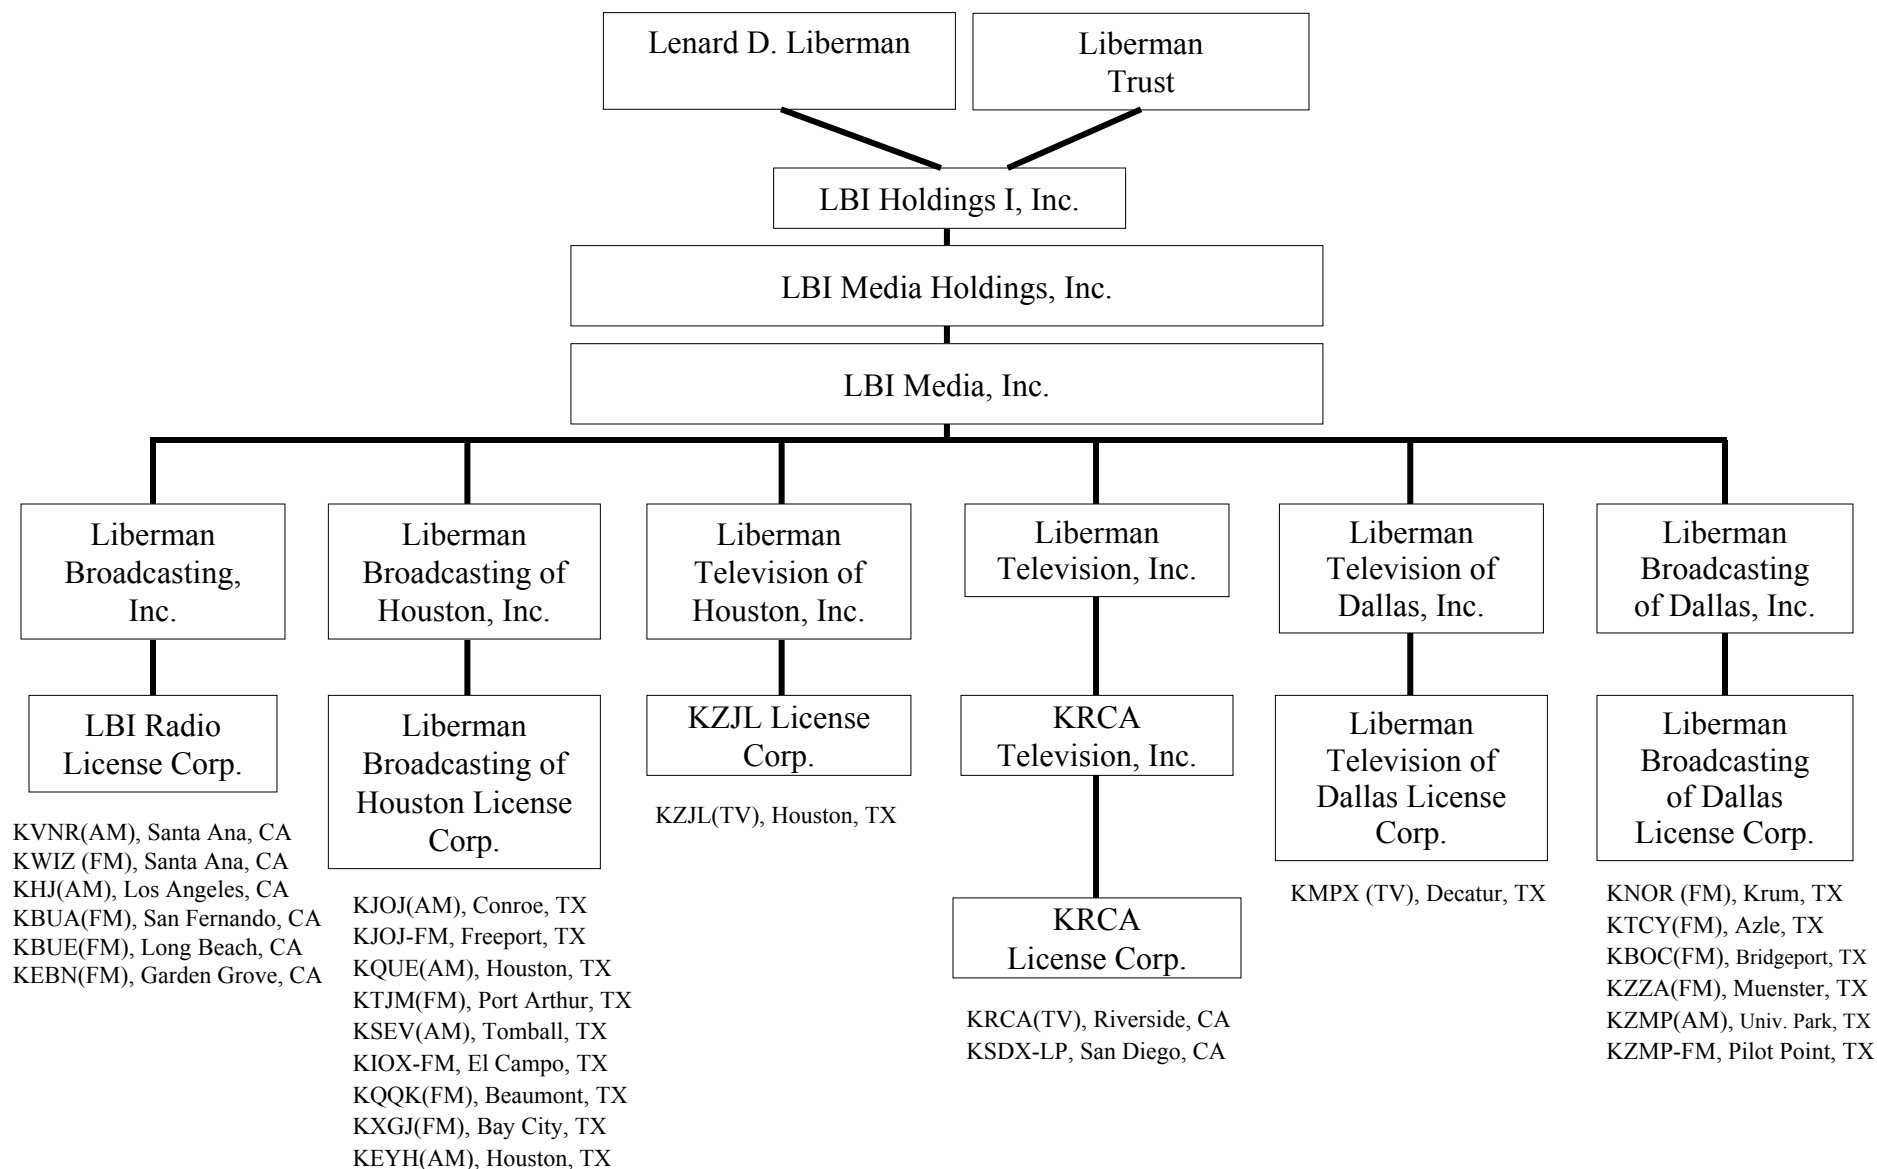 Lenard D. Liberman
Liberman
Trust
LBI Holdings I, Inc.
LBI Media Holdings, Inc.
LBI Media, Inc.
Liberman
Broadcasting,
Inc.
Liberman
Broadcasting of
Houston, Inc.
Liberman
Television of
Houston, Inc.
Liberman
Television, Inc.
Liberman
Television of
Dallas, Inc.
Liberman
Broadcasting
of Dallas, Inc.
LBI Radio
License Corp.
KVNR(AM), Santa Ana, CA
KWIZ (FM), Santa Ana, CA
KHJ(AM), Los Angeles, CA
KBUA(FM), San Fernando, CA
KBUE(FM), Long Beach, CA
KEBN(FM), Garden Grove, CA
Liberman
Broadcasting of
Houston License
Corp.
KJOJ(AM), Conroe, TX
KJOJ-FM, Freeport, TX
KQUE(AM), Houston, TX
KTJM(FM), Port Arthur, TX
KSEV(AM), Tomball, TX
KIOX-FM, El Campo, TX
KQQK(FM), Beaumont, TX
KXGJ(FM), Bay City, TX
KEYH(AM), Houston, TX
KZJL License
Corp.
KZJL(TV), Houston, TX
KRCA
Television, Inc.
KRCA
License Corp.
KRCA(TV), Riverside, CA
KSDX-LP, San Diego, CA
Liberman
Television of
Dallas License
Corp.
KMPX (TV), Decatur, TX
Liberman
Broadcasting
of Dallas
License Corp.
KNOR (FM), Krum, TX
KTCY(FM), Azle, TX
KBOC(FM), Bridgeport, TX
KZZA(FM), Muenster, TX
KZMP(AM), Univ. Park, TX
KZMP-FM, Pilot Point, TX